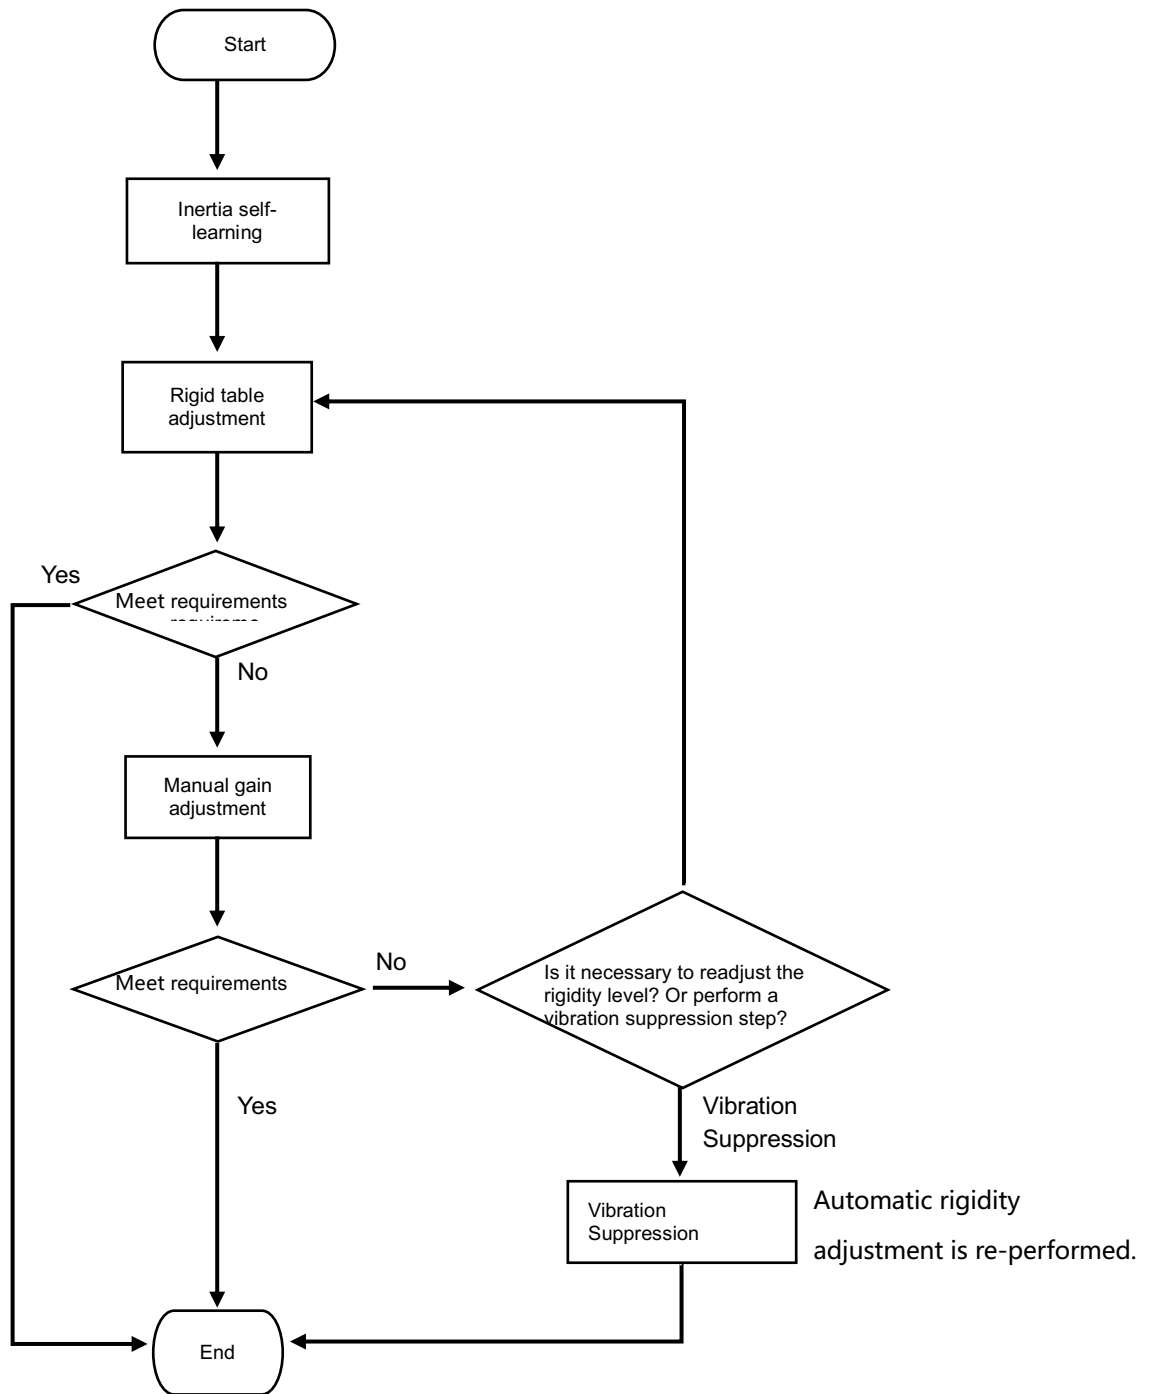 Start
Inertia self-
learning
Rigid table
adjustment
Yes
Meet requirements
No
Manual gain
adjustment
Meet requirements
No
Is it necessary to readjust the
rigidity level? Or perform a
vibration suppression step?
Yes
Vibration
Suppression
Vibration
Suppression
Automatic rigidity
adjustment is re-performed.
End